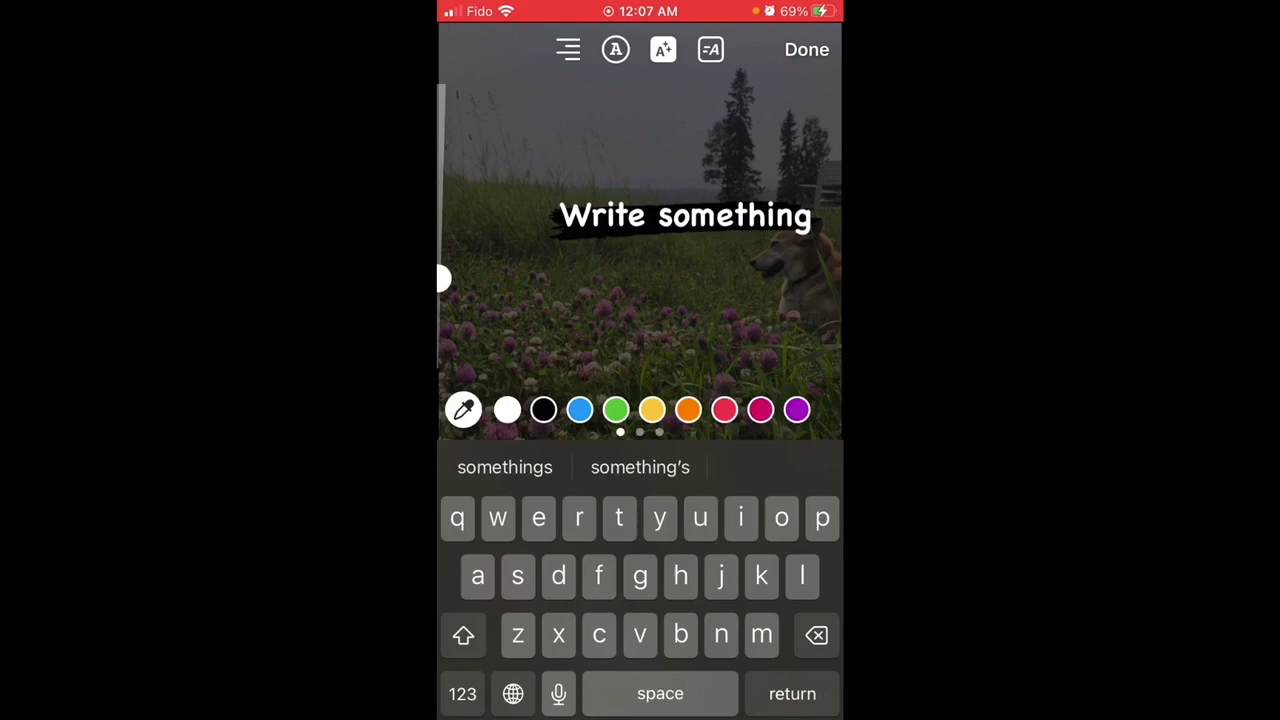 Fido 12:07 AM 69%
A A =A Done
Write something
somethings something's
q w e r t y u i o p
a s d f g h j k l
z x c v b n m
123 space return